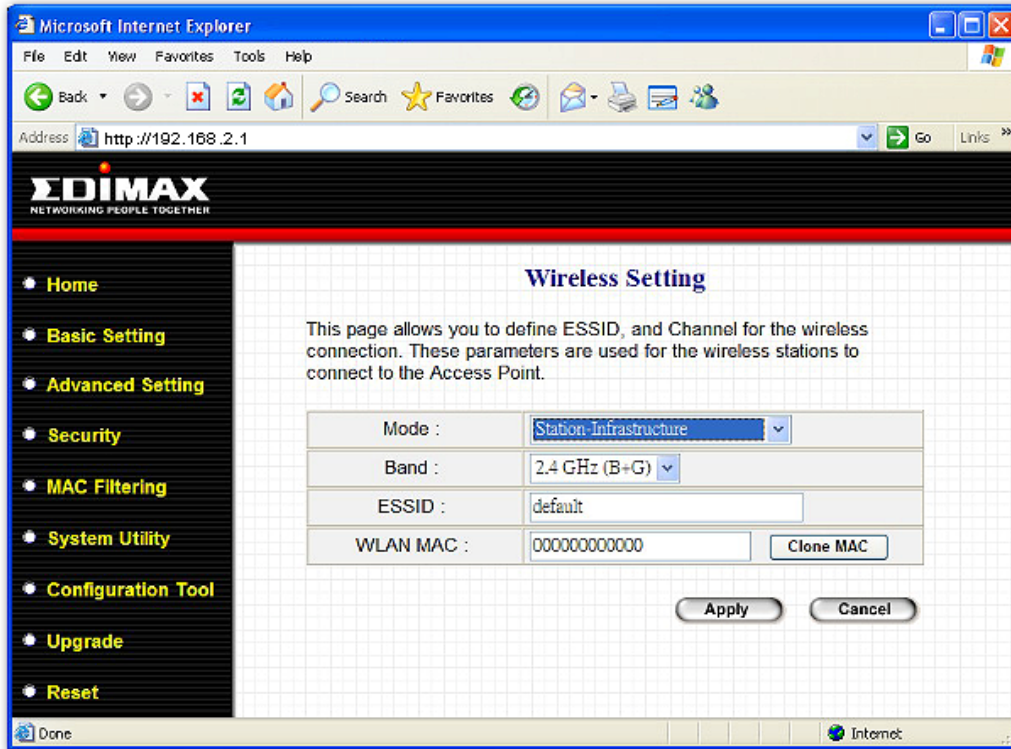 Microsoft Internet Explorer
File Edit View Favorites Tools Help
Back Search Favorites
Address http://192.168.2.1 Go Links »
EDIMAX
NETWORKING PEOPLE TOGETHER
Home
Basic Setting
Advanced Setting
Security
MAC Filtering
System Utility
Configuration Tool
Upgrade
Reset
Wireless Setting
This page allows you to define ESSID, and Channel for the wireless
connection. These parameters are used for the wireless stations to
connect to the Access Point.
Mode : Station-Infrastructure
Band : 2.4 GHz (B+G)
ESSID : default
WLAN MAC : 000000000000 Clone MAC
Apply Cancel
Done Internet